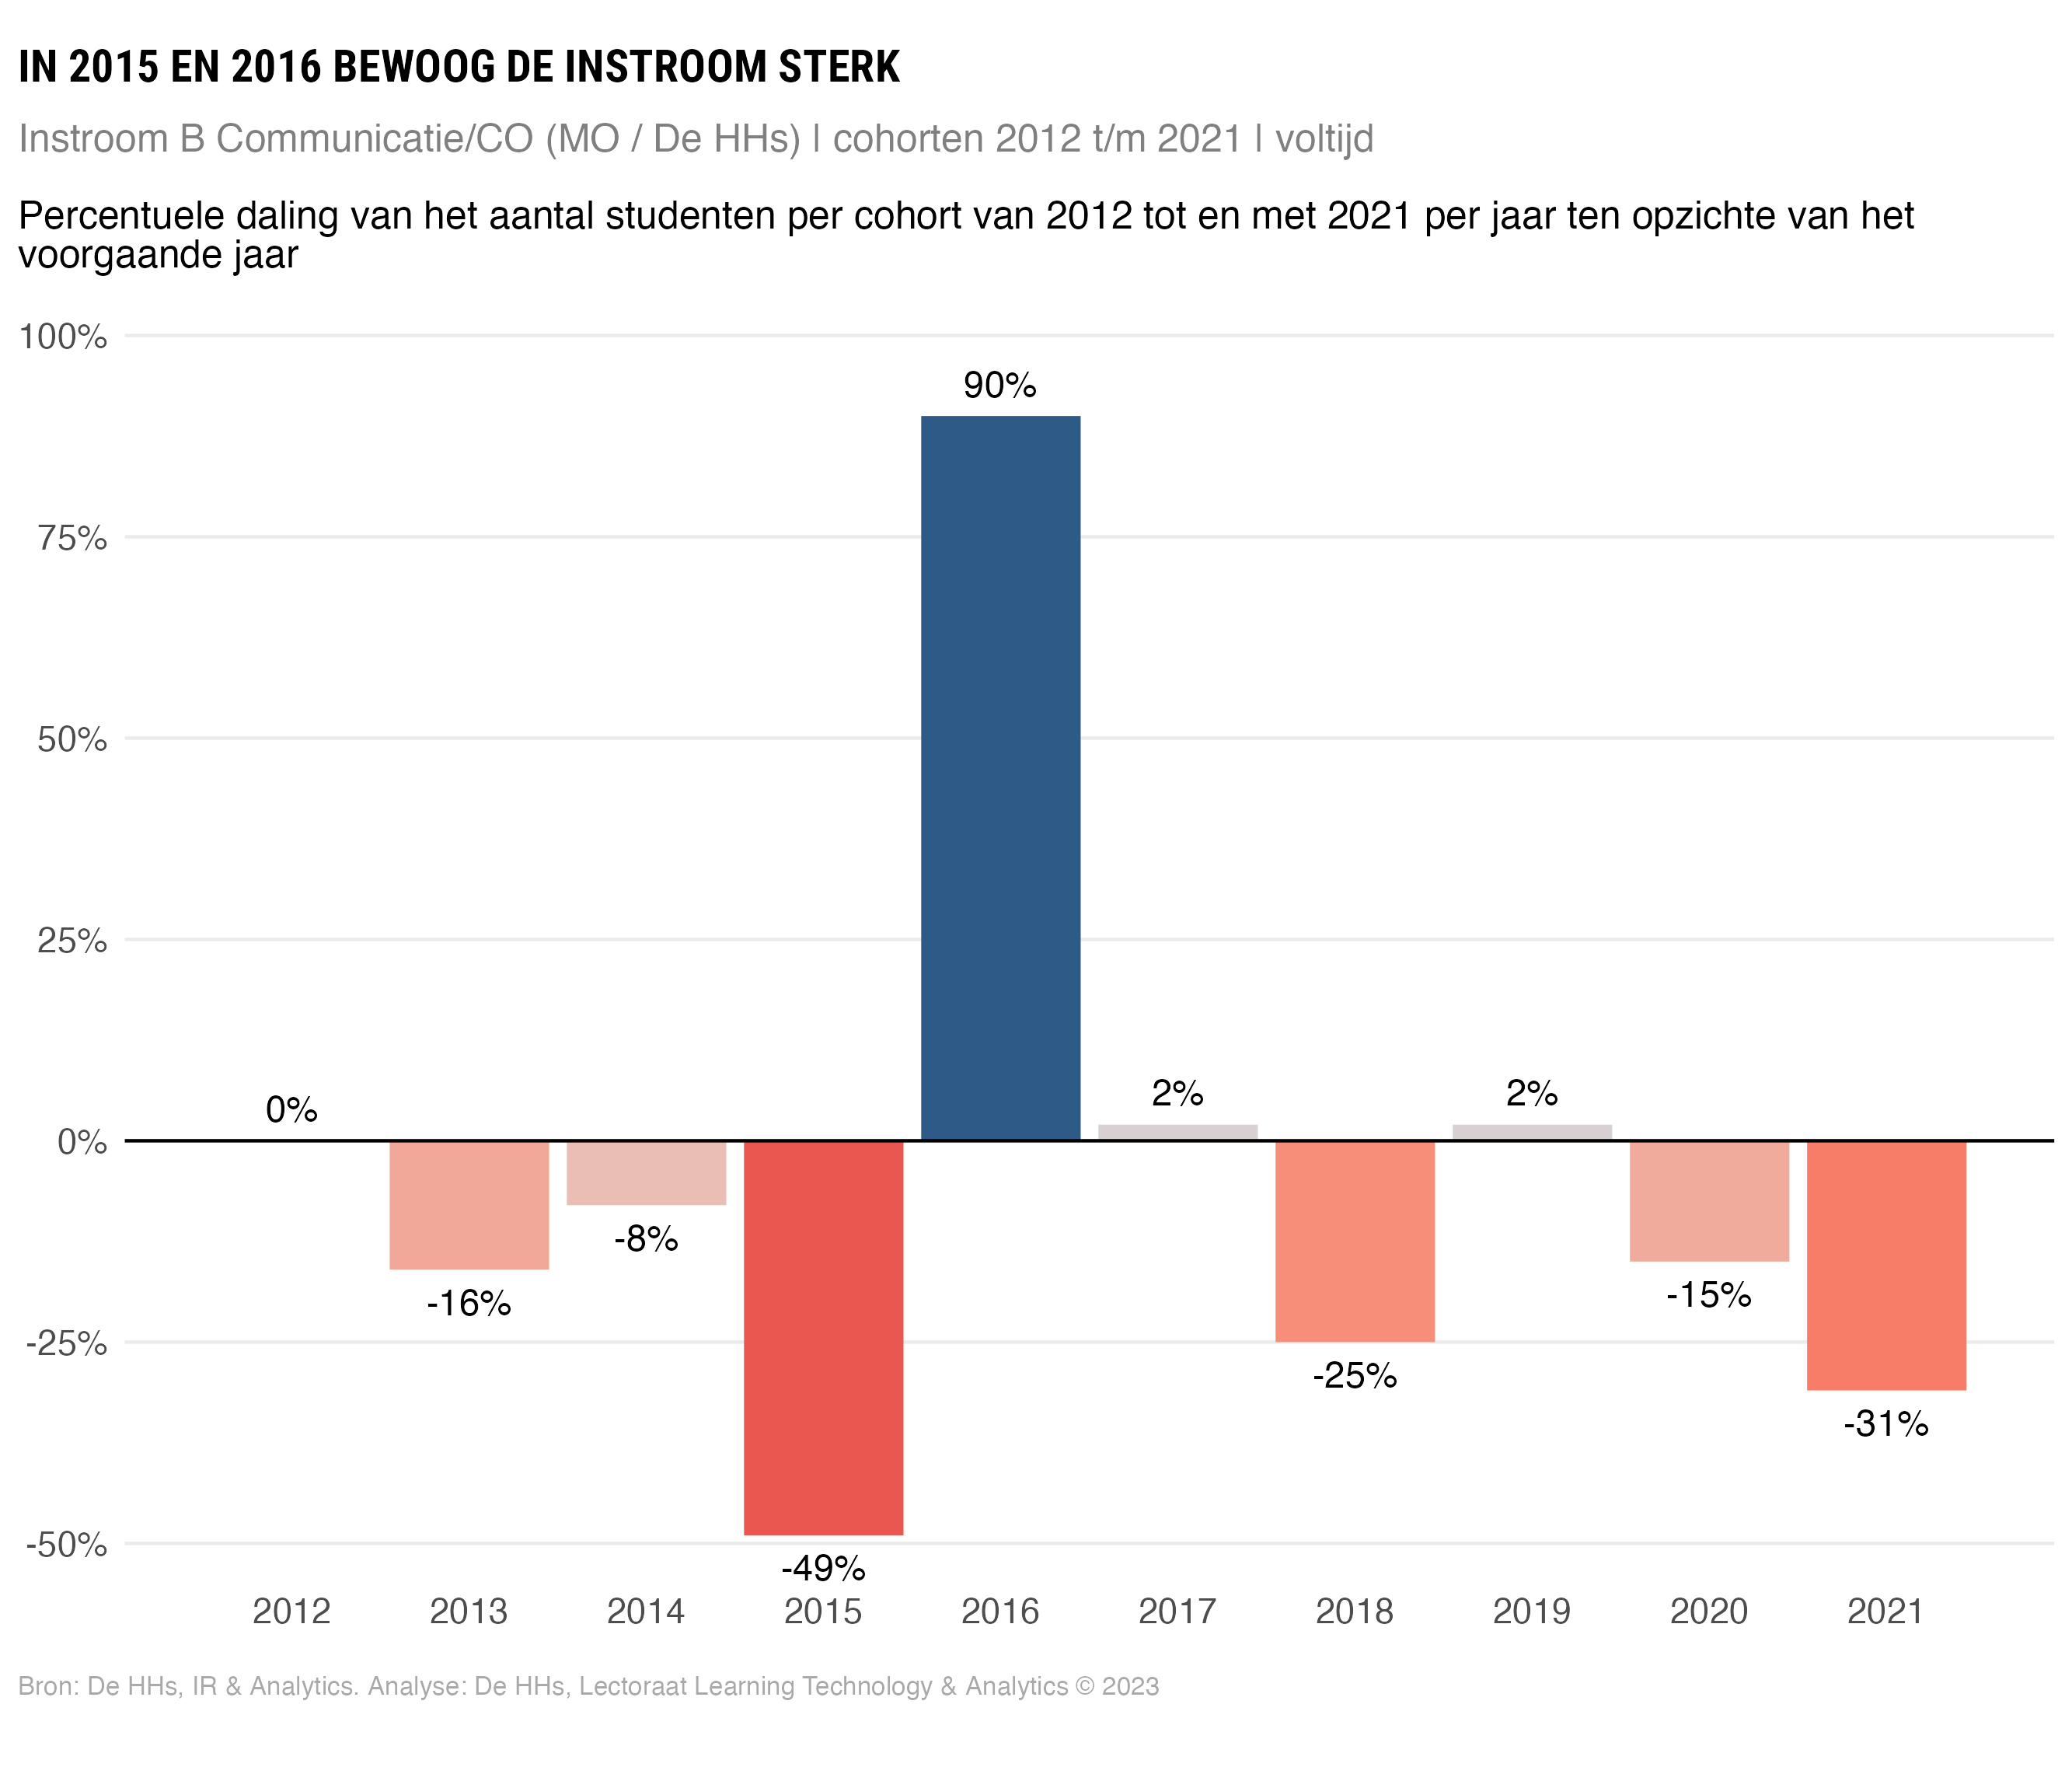 IN 2015 EN 2016 BEWOOG DE INSTROOM STERK
Instroom B Communicatie/CO (MO / De HHs) | cohorten 2012 t/m 2021 | voltijd
Percentuele daling van het aantal studenten per cohort van 2012 tot en met 2021 per jaar ten opzichte van het
voorgaande jaar
100%
90%
75%
50%
25%
2%
2%
0%
0%
-8%
-15%
-16%
-25%
-25%
-31%
-50%
-49%
2012 2013 2014 2015 2016 2017 2018 2019 2020 2021
Bron: De HHs, IR & Analytics. Analyse: De HHs, Lectoraat Learning Technology & Analytics © 2023